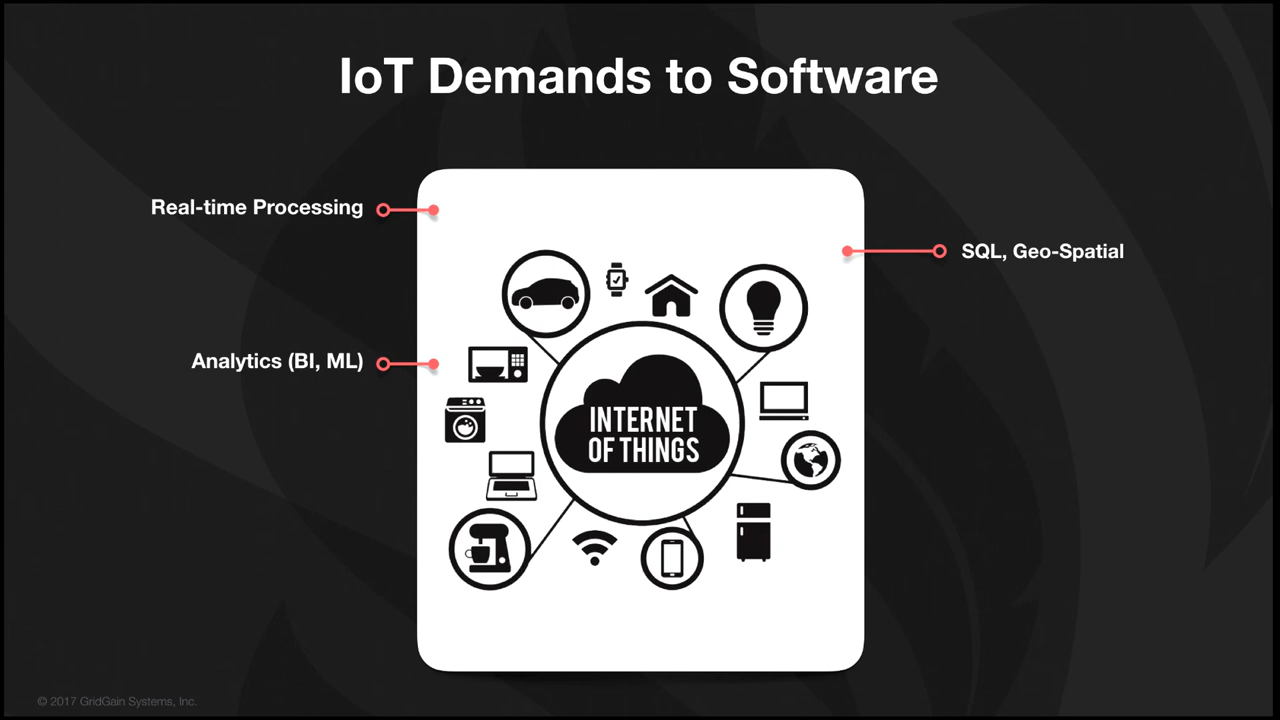 IoT Demands to Software
Real-time Processing
SQL, Geo-Spatial
Analytics (BI, ML)
INTERNET
OF THINGS
© 2017 GridGain Systems, Inc.